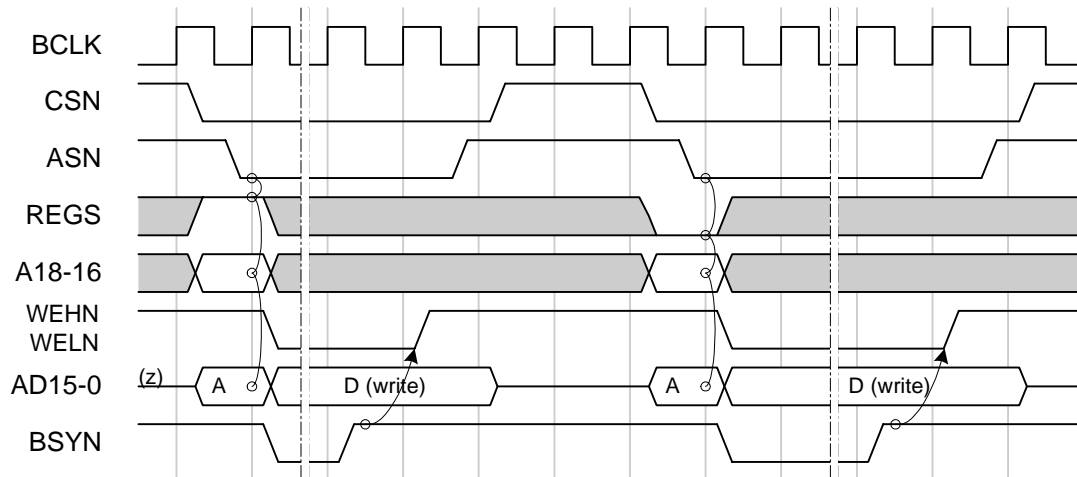 BCLK
CSN
ASN
REGS
A18-16
WEHN
WELN
AD15-0 (z) A D (write) A D (write)
BSYN